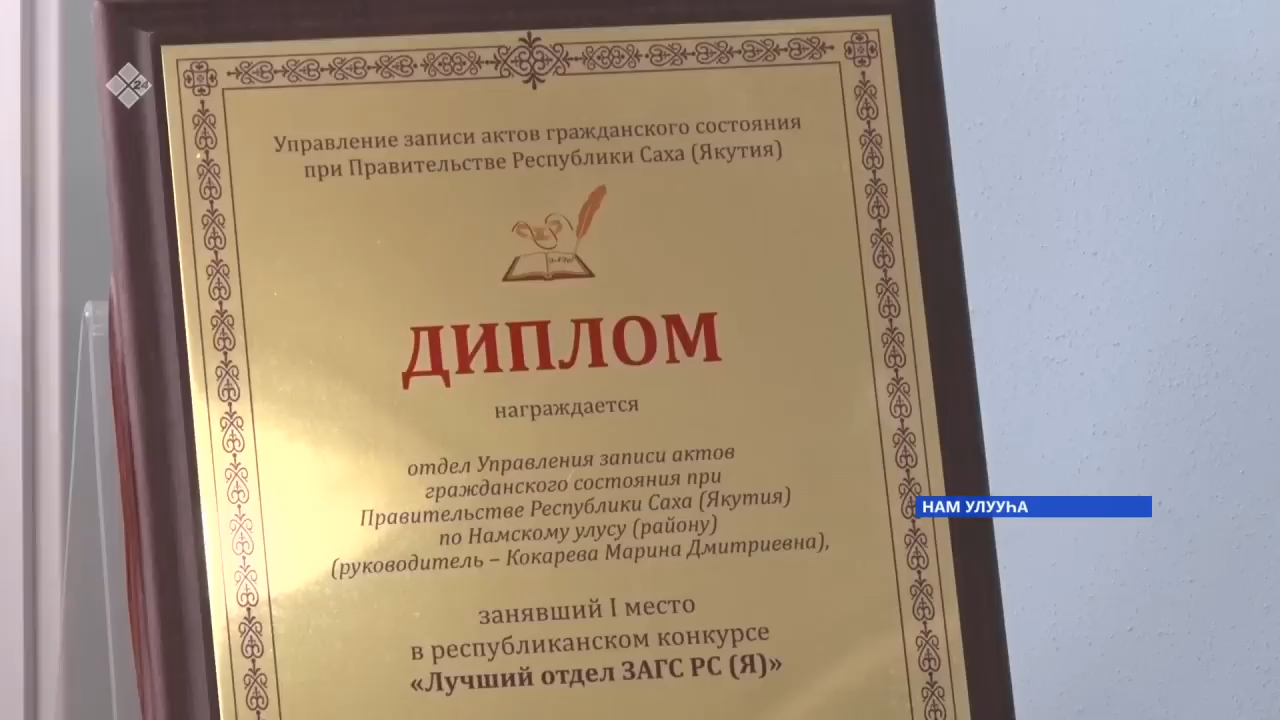 Управление записи актов гражданского состояния
при Правительстве Республики Саха (Якутия)
ДИПЛОМ
награждается
отдел Управления записи актов
гражданского состояния при
Правительстве Республики Саха (Якутия)
по Намскому улусу (району)
(руководитель – Кокарева Марина Дмитриевна),
занявший I место
в республиканском конкурсе
«Лучший отдел ЗАГС РС (Я)»
НАМ УЛУУҺА
24